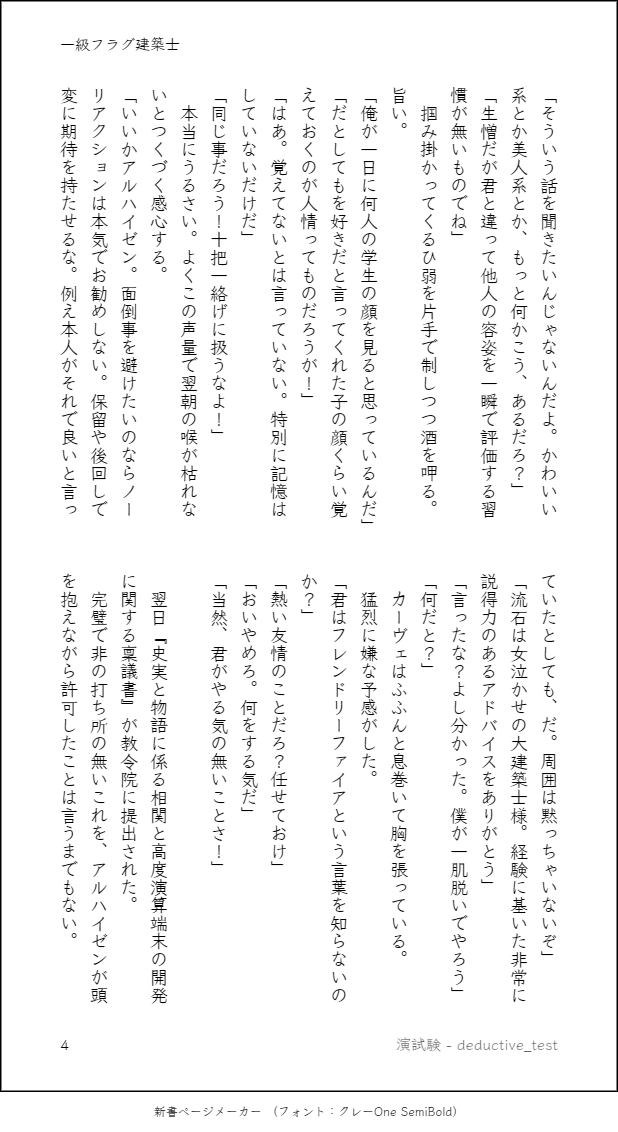 一級フラグ建築士
「そういう話を聞きたいんじゃないんだよ。かわいい
系とか美人系とか、もっと何かこう、あるだろ？」
「生憎だが君と違って他人の容姿を一瞬で評価する習
慣が無いものでね」
　掴み掛かってくるひ弱を片手で制しつつ酒を呷る。
旨い。
「俺が一日に何人の学生の顔を見ると思っているんだ」
「だとしてもを好きだと言ってくれた子の顔くらい覚
えておくのが人情ってものだろうが！」
「はあ。覚えてないとは言っていない。特別に記憶は
していないだけだ」
「同じ事だろう！十把一絡げに扱うなよ！」
　本当にうるさい。よくこの声量で翌朝の喉が枯れな
いとつくづく感心する。
「いいかアルハイゼン。面倒事を避けたいのならノー
リアクションは本気でお勧めしない。保留や後回しで
変に期待を持たせるな。例え本人がそれで良いと言っ
ていたとしても、だ。周囲は黙っちゃいないぞ」
「流石は女泣かせの大建築士様。経験に基いた非常に
説得力のあるアドバイスをありがとう」
「言ったな？よし分かった。僕が一肌脱いでやろう」
「何だと？」
　カーヴェはふふんと息巻いて胸を張っている。
　猛烈に嫌な予感がした。
「君はフレンドリーファイアという言葉を知らないの
か？」
「熱い友情のことだろ？任せておけ」
「おいやめろ。何をする気だ」
「当然、君がやる気の無いことさ！」
　翌日『史実と物語に係る相関と高度演算端末の開発
に関する稟議書』が教令院に提出された。
　完璧で非の打ち所の無いこれを、アルハイゼンが頭
を抱えながら許可したことは言うまでもない。
4
演試験 - deductive_test
新書ページメーカー （フォント：クレーOne SemiBold）